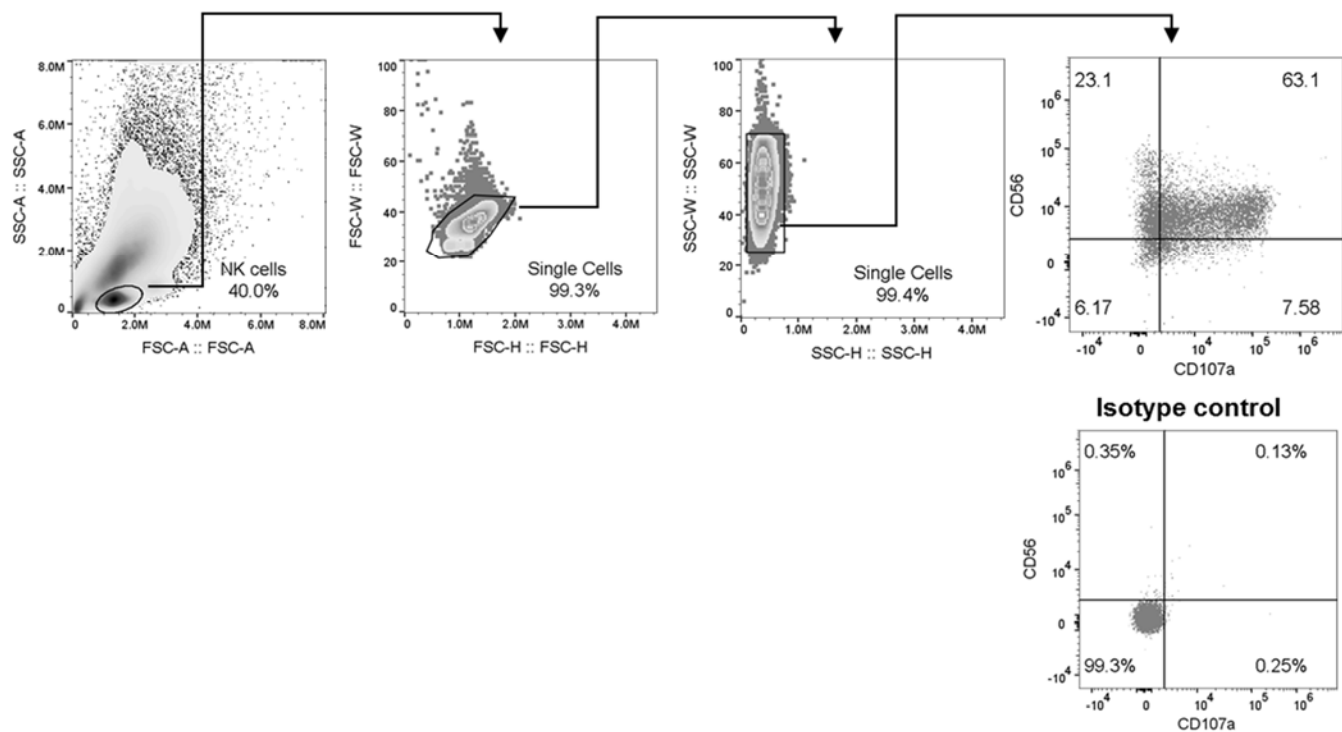 8.0M
6.0M
4.0M
2.0M
0
SSC-A :: SSC-A
NK cells
40.0%
0 2.0M 4.0M 6.0M 8.0M
FSC-A :: FSC-A
100
80
60
40
20
0
FSC-W :: FSC-W
Single Cells
99.3%
0 1.0M 2.0M 3.0M 4.0M
FSC-H :: FSC-H
100
80
60
40
20
0
SSC-W :: SSC-W
Single Cells
99.4%
0 1.0M 2.0M 3.0M 4.0M
SSC-H :: SSC-H
23.1 63.1
10^6
10^5
10^4
0
-10^4
CD56
6.17 7.58
-10^4 0 10^4 10^5 10^6
CD107a
Isotype control
0.35% 0.13%
10^6
10^5
10^4
0
-10^4
CD56
99.3% 0.25%
-10^4 0 10^4 10^5 10^6
CD107a